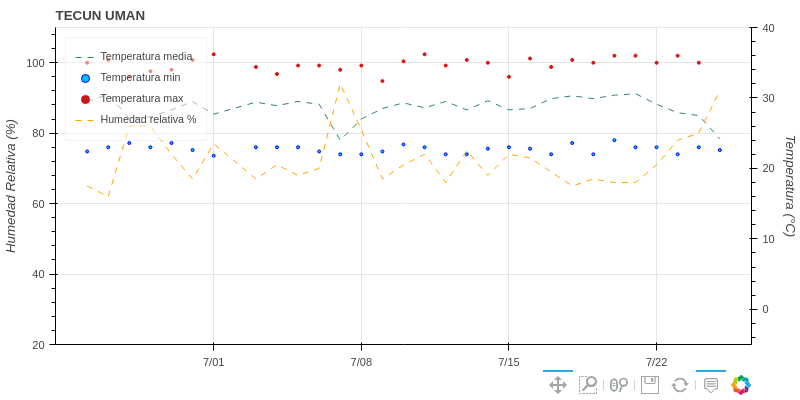 TECUN UMAN
Temperatura media
Temperatura min
Temperatura max
Humedad relativa %
Humedad Relativa (%)
100
80
60
40
20
Temperatura (°C)
40
30
20
10
0
7/01
7/08
7/15
7/22